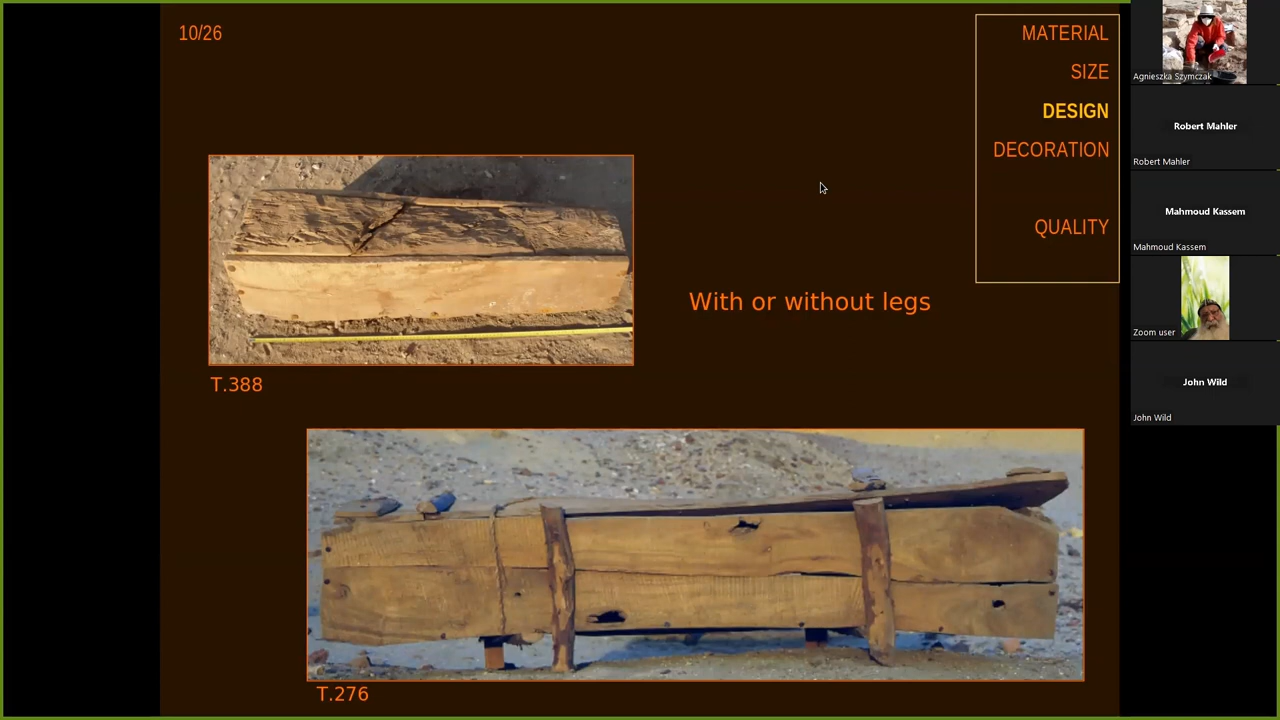 10/26
MATERIAL
SIZE
DESIGN
DECORATION
QUALITY
With or without legs
T.388
T.276
Agnieszka Szymczak
Robert Mahler
Robert Mahler
Mahmoud Kassem
Mahmoud Kassem
Zoom user
John Wild
John Wild